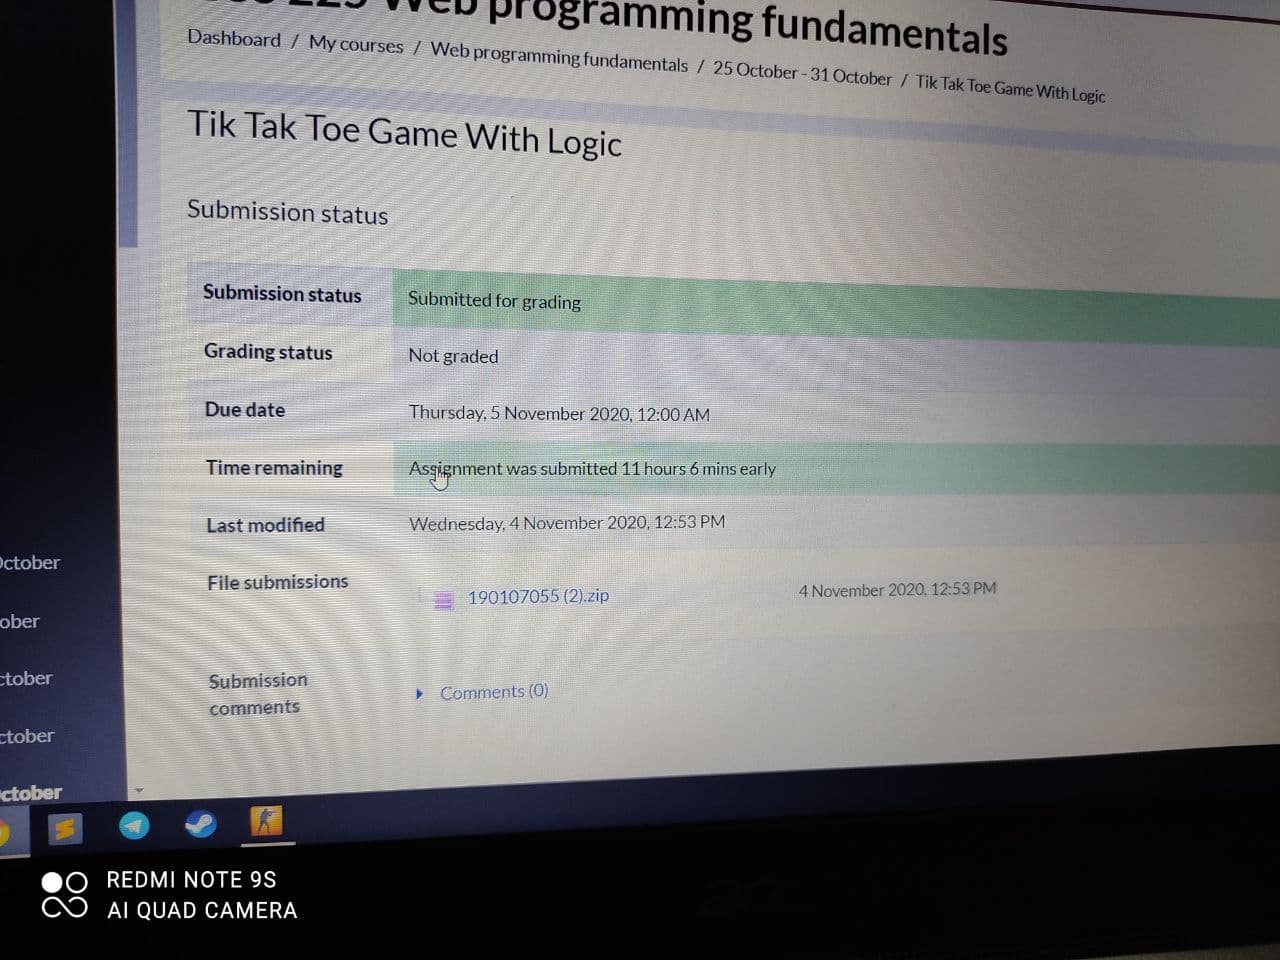 Web programming fundamentals
Dashboard / My courses / Web programming fundamentals / 25 October - 31 October / Tik Tak Toe Game With Logic
Tik Tak Toe Game With Logic
Submission status
Submission status Submitted for grading
Grading status Not graded
Due date Thursday, 5 November 2020, 12:00 AM
Time remaining Assignment was submitted 11 hours 6 mins early
Last modified Wednesday, 4 November 2020, 12:53 PM
File submissions 190107055 (2).zip 4 November 2020, 12:53 PM
Submission
comments
Comments (0)
October
ober
ctober
ctober
ctober
REDMI NOTE 9S
AI QUAD CAMERA